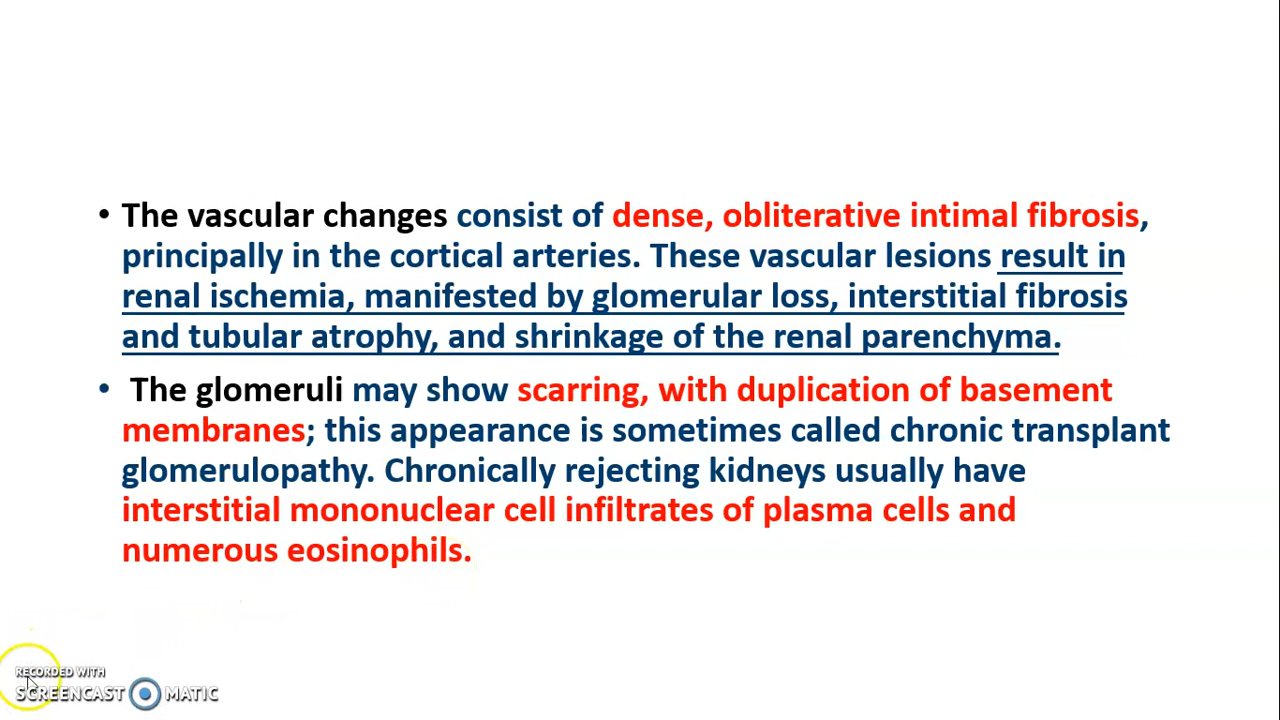 • The vascular changes consist of dense, obliterative intimal fibrosis,
principally in the cortical arteries. These vascular lesions result in
renal ischemia, manifested by glomerular loss, interstitial fibrosis
and tubular atrophy, and shrinkage of the renal parenchyma.
• The glomeruli may show scarring, with duplication of basement
membranes; this appearance is sometimes called chronic transplant
glomerulopathy. Chronically rejecting kidneys usually have
interstitial mononuclear cell infiltrates of plasma cells and
numerous eosinophils.
RECORDED WITH
SCREENCAST MATIC